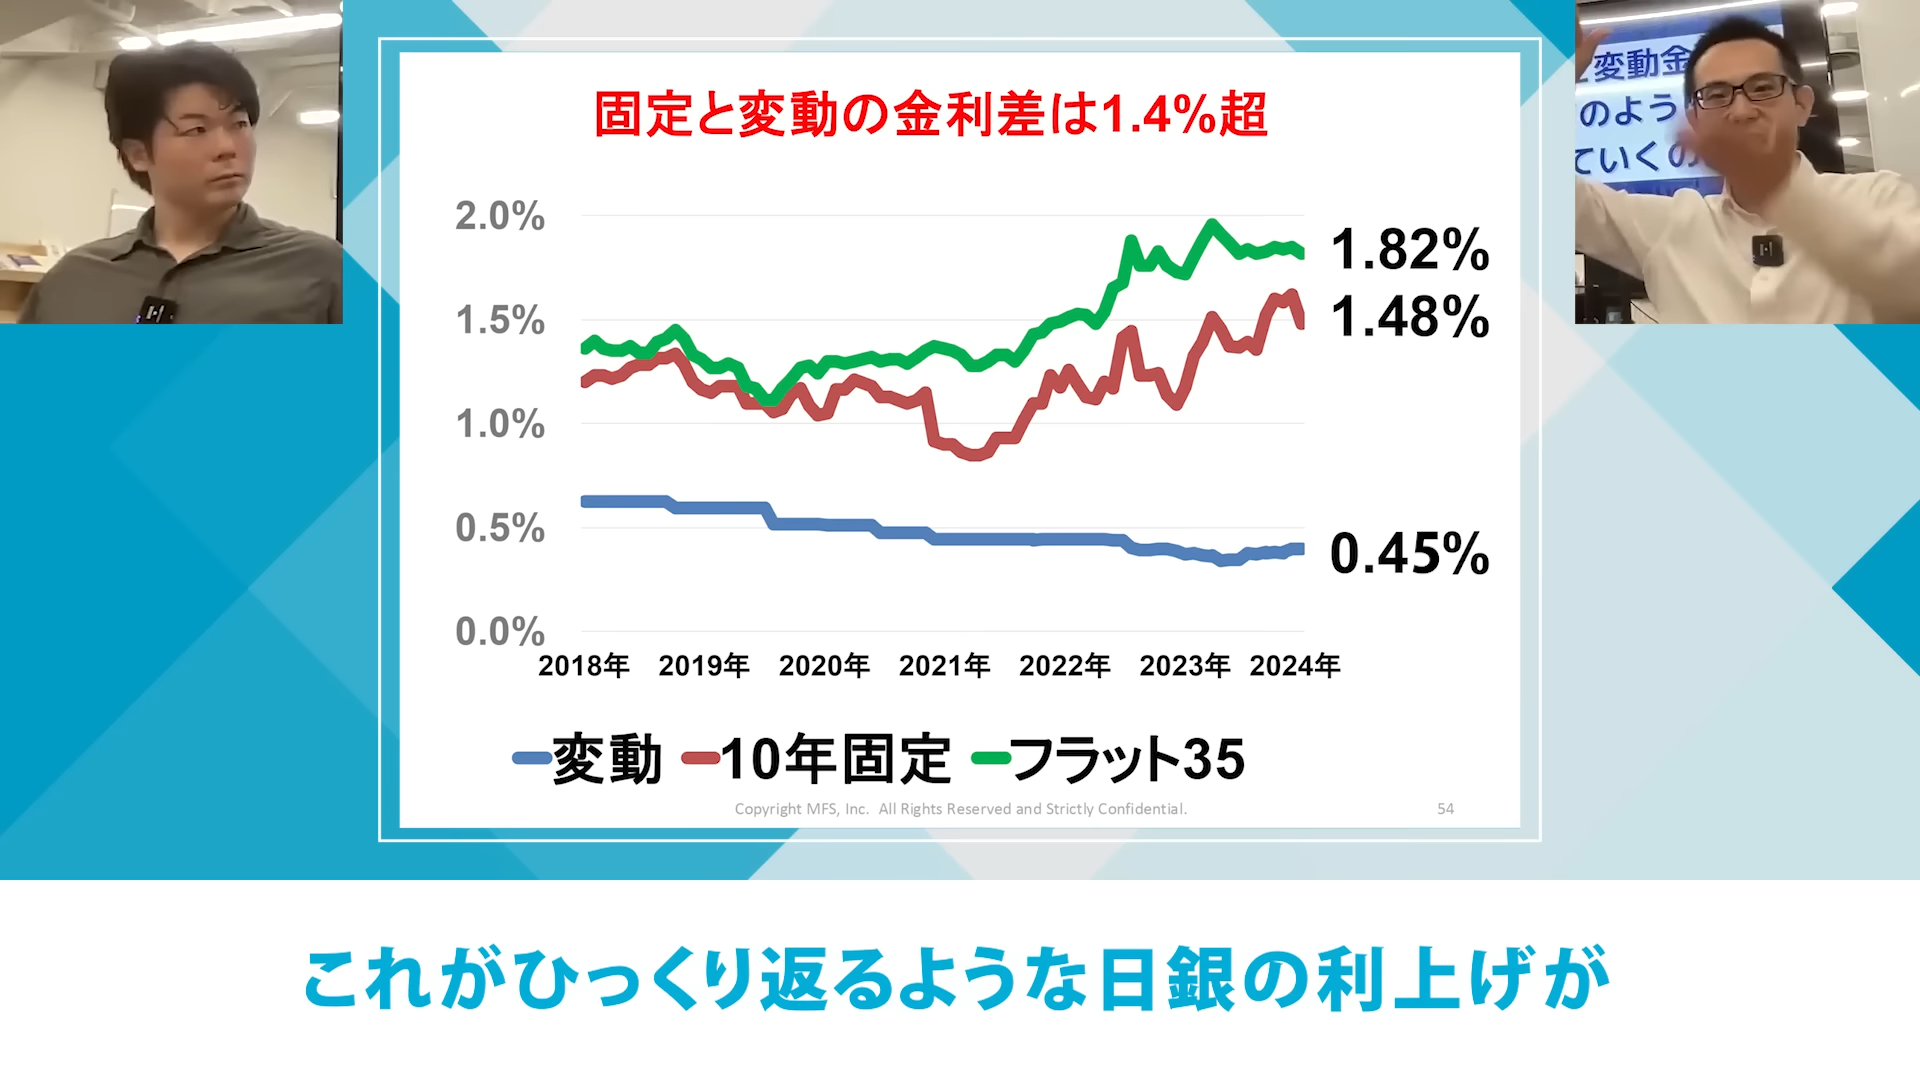 変動金
のよう
ていくの
固定と変動の金利差は1.4%超
2.0%
1.5%
1.0%
0.5%
0.0%
1.82%
1.48%
0.45%
2018年 2019年 2020年 2021年 2022年 2023年 2024年
変動 10年固定 フラット35
Copyright MFS, Inc. All Rights Reserved and Strictly Confidential.
54
これがひっくり返るような日銀の利上げが